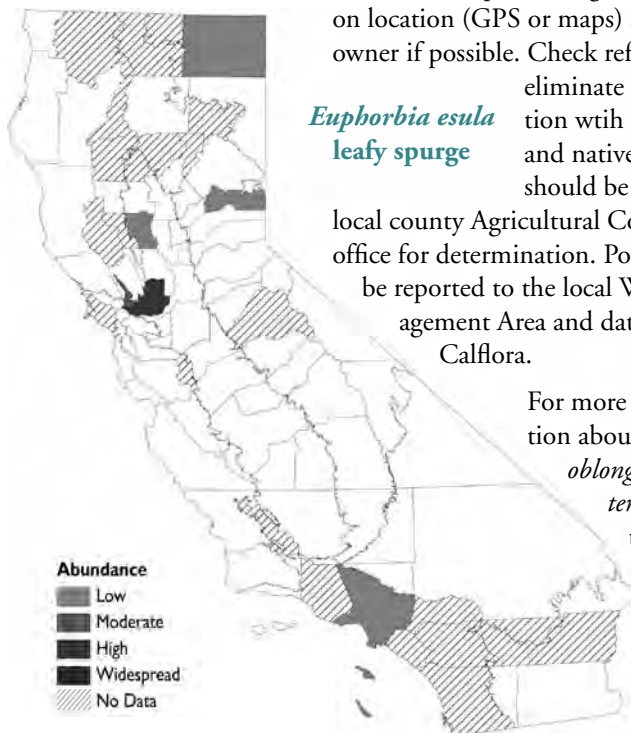 on location (GPS or maps)
owner if possible. Check ref
eliminate
tion wtih
and native
should be
local county Agricultural Co
office for determination. Po
be reported to the local W
agement Area and dat
Calflora.
For more
tion about
oblong
ter
Euphorbia esula
leafy spurge
Abundance
Low
Moderate
High
Widespread
No Data